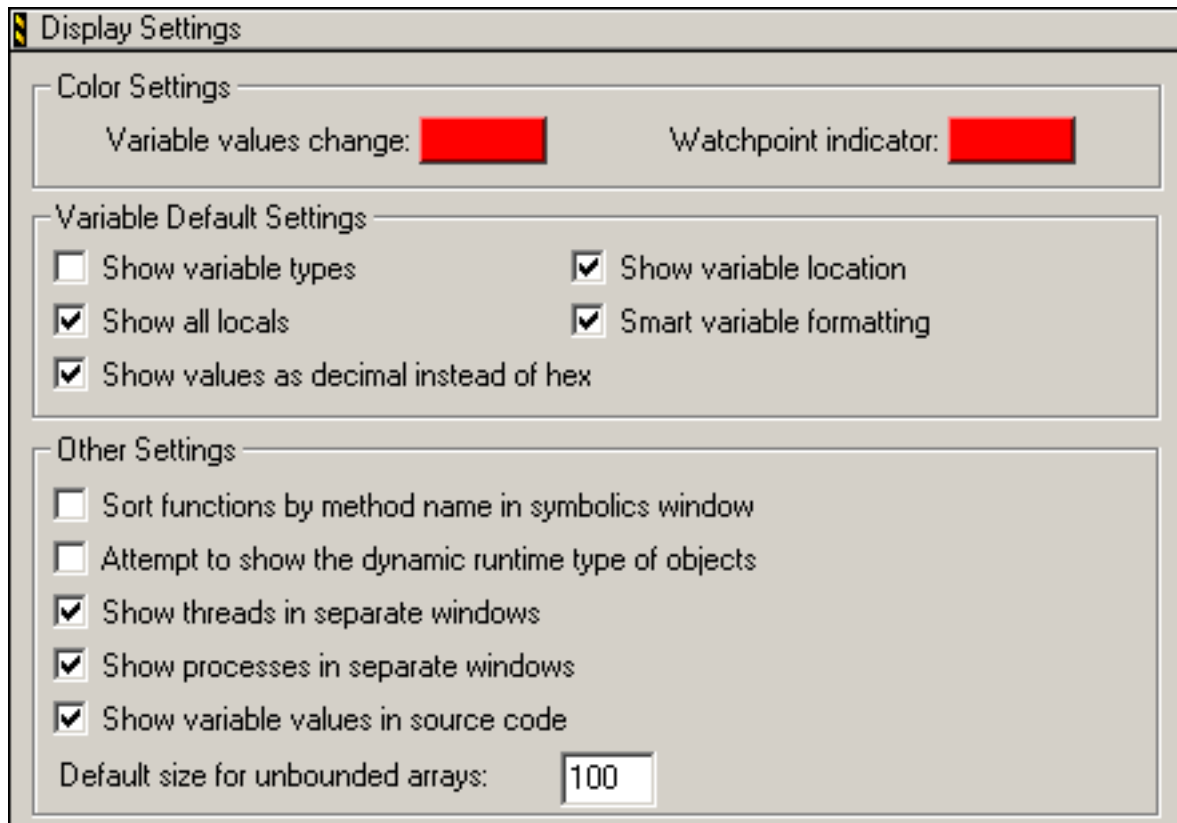 Display Settings
Color Settings
Variable values change:
Watchpoint indicator:
Variable Default Settings
Show variable types
Show variable location
Show all locals
Smart variable formatting
Show values as decimal instead of hex
Other Settings
Sort functions by method name in symbolics window
Attempt to show the dynamic runtime type of objects
Show threads in separate windows
Show processes in separate windows
Show variable values in source code
Default size for unbounded arrays: 100